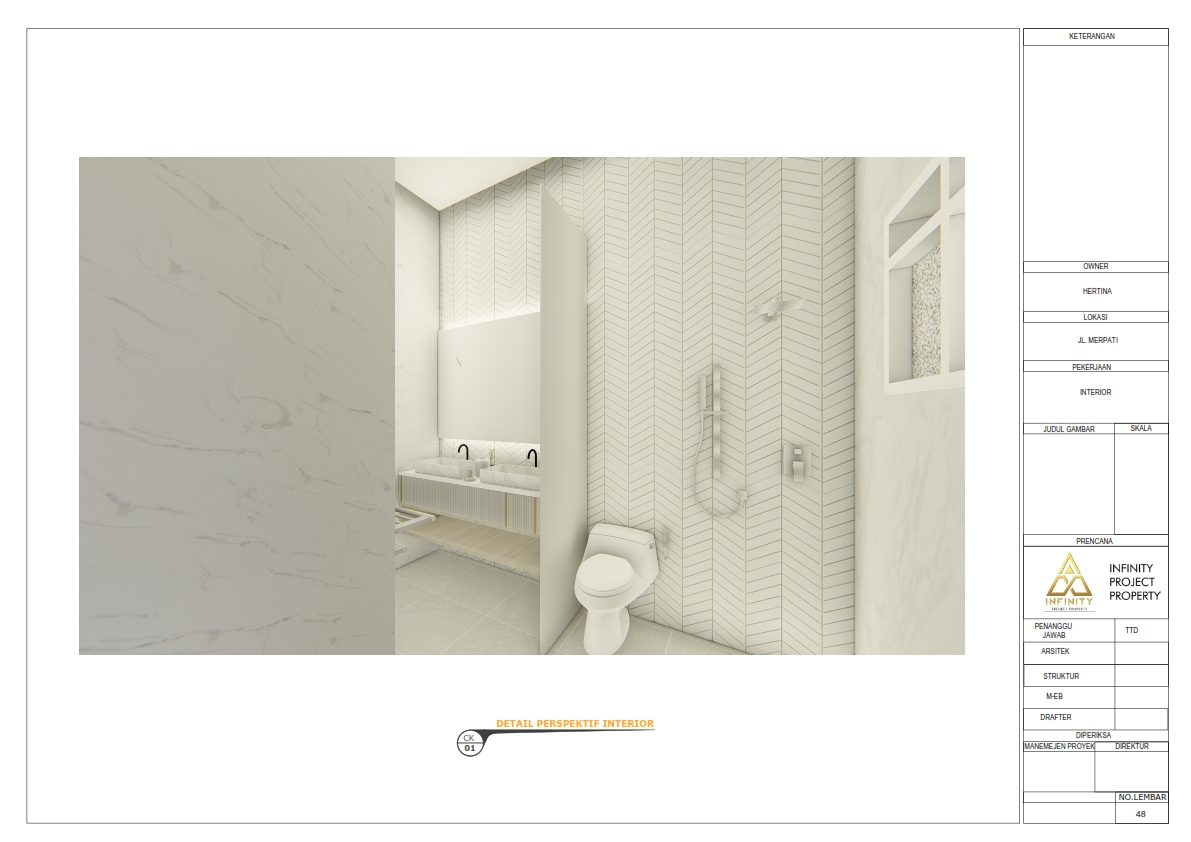 KETERANGAN
OWNER
HERTINA
LOKASI
JL. MERPATI
PEKERJAAN
INTERIOR
JUDUL GAMBAR
SKALA
PRENCANA
INFINITY
PROJECT PROPERTY
INFINITY
PROJECT
PROPERTY
PENANGGU
JAWAB
TTD
ARSITEK
STRUKTUR
M-EB
DRAFTER
DIPERIKSA
MANEMEJEN PROYEK
DIREKTUR
NO.LEMBAR
48
DETAIL PERSPEKTIF INTERIOR
CK
01